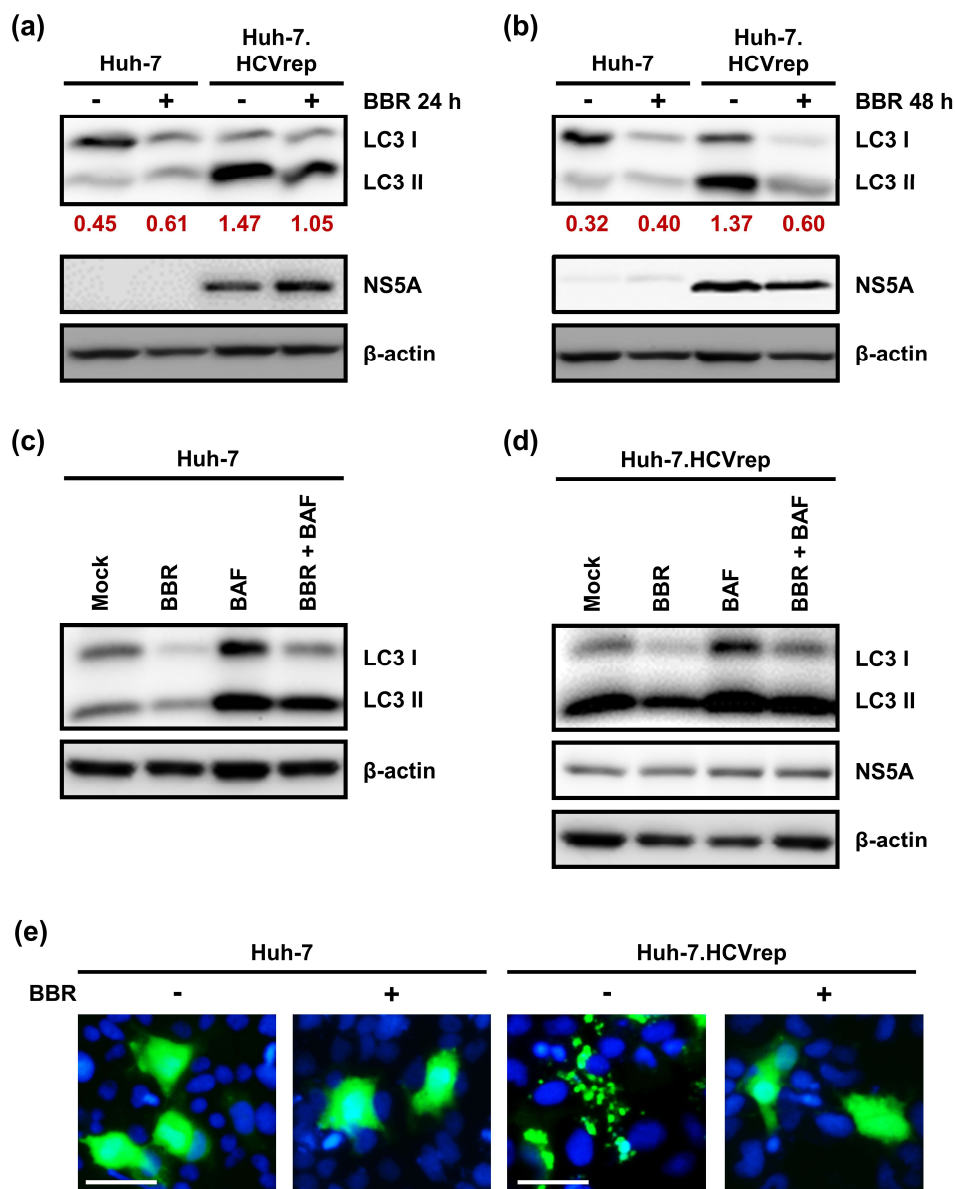 (a)
Huh-7
Huh-7.
HCVrep
- + - + BBR 24 h
LC3 I
LC3 II
0.45 0.61 1.47 1.05
NS5A
β-actin
(b)
Huh-7
Huh-7.
HCVrep
- + - + BBR 48 h
LC3 I
LC3 II
0.32 0.40 1.37 0.60
NS5A
β-actin
(c)
Huh-7
Mock
BBR
BAF
BBR + BAF
LC3 I
LC3 II
β-actin
(d)
Huh-7.HCVrep
Mock
BBR
BAF
BBR + BAF
LC3 I
LC3 II
NS5A
β-actin
(e)
Huh-7 Huh-7.HCVrep
BBR - + - +